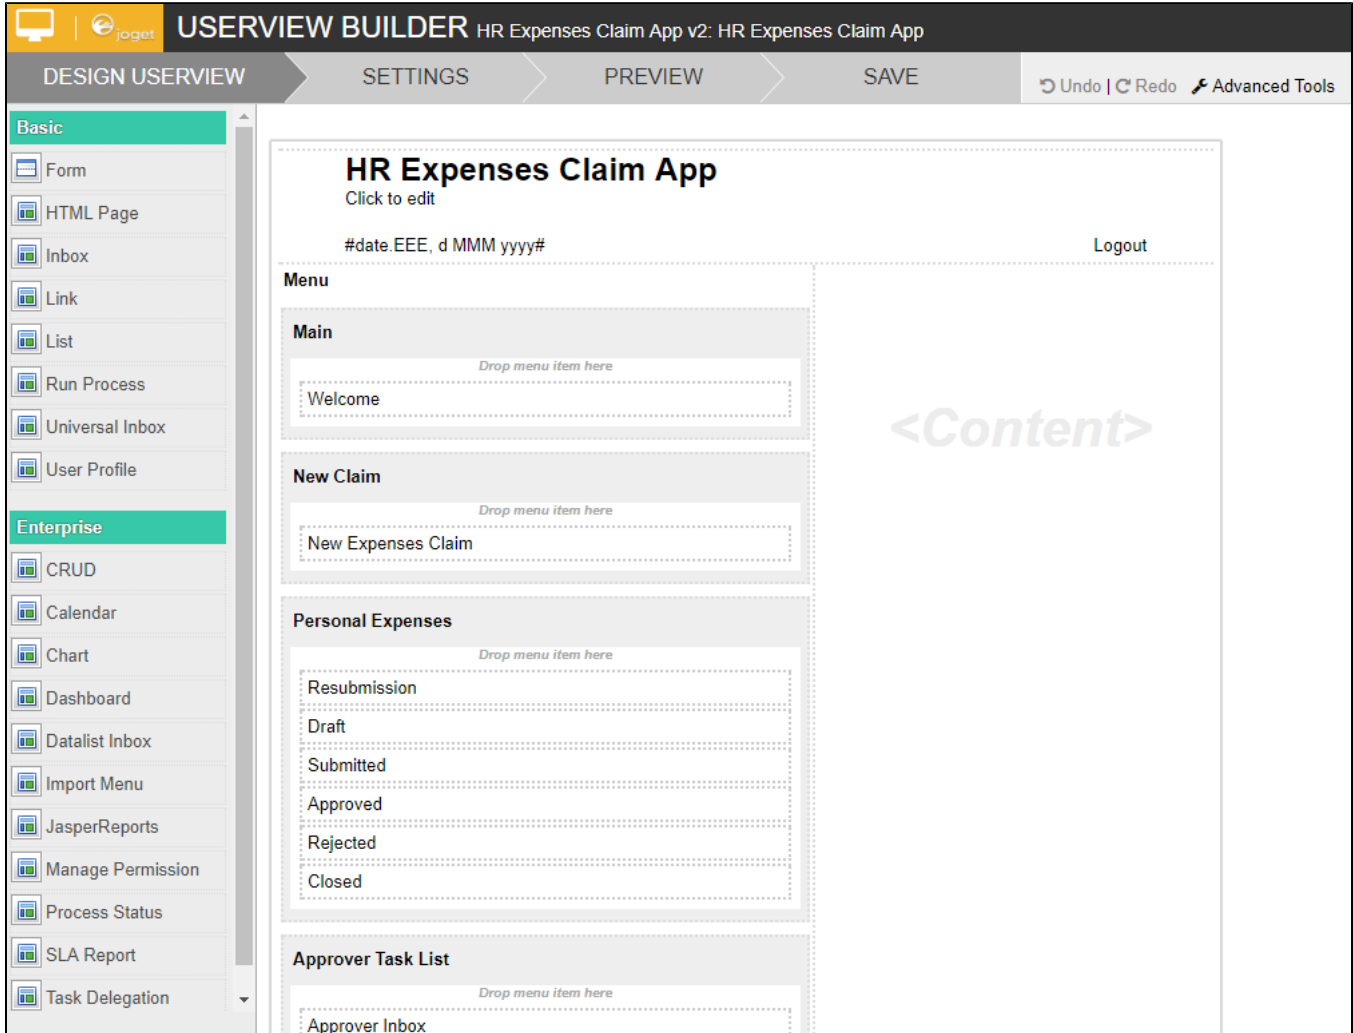 joget USERVIEW BUILDER HR Expenses Claim App v2: HR Expenses Claim App
DESIGN USERVIEW SETTINGS PREVIEW SAVE Undo | Redo Advanced Tools
Basic
Form
HTML Page
Inbox
Link
List
Run Process
Universal Inbox
User Profile
Enterprise
CRUD
Calendar
Chart
Dashboard
Datalist Inbox
Import Menu
JasperReports
Manage Permission
Process Status
SLA Report
Task Delegation
HR Expenses Claim App
Click to edit
#date.EEE, d MMM yyyy# Logout
Menu
Main
Drop menu item here
Welcome
New Claim
Drop menu item here
New Expenses Claim
Personal Expenses
Drop menu item here
Resubmission
Draft
Submitted
Approved
Rejected
Closed
Approver Task List
Drop menu item here
Approver Inbox
<Content>